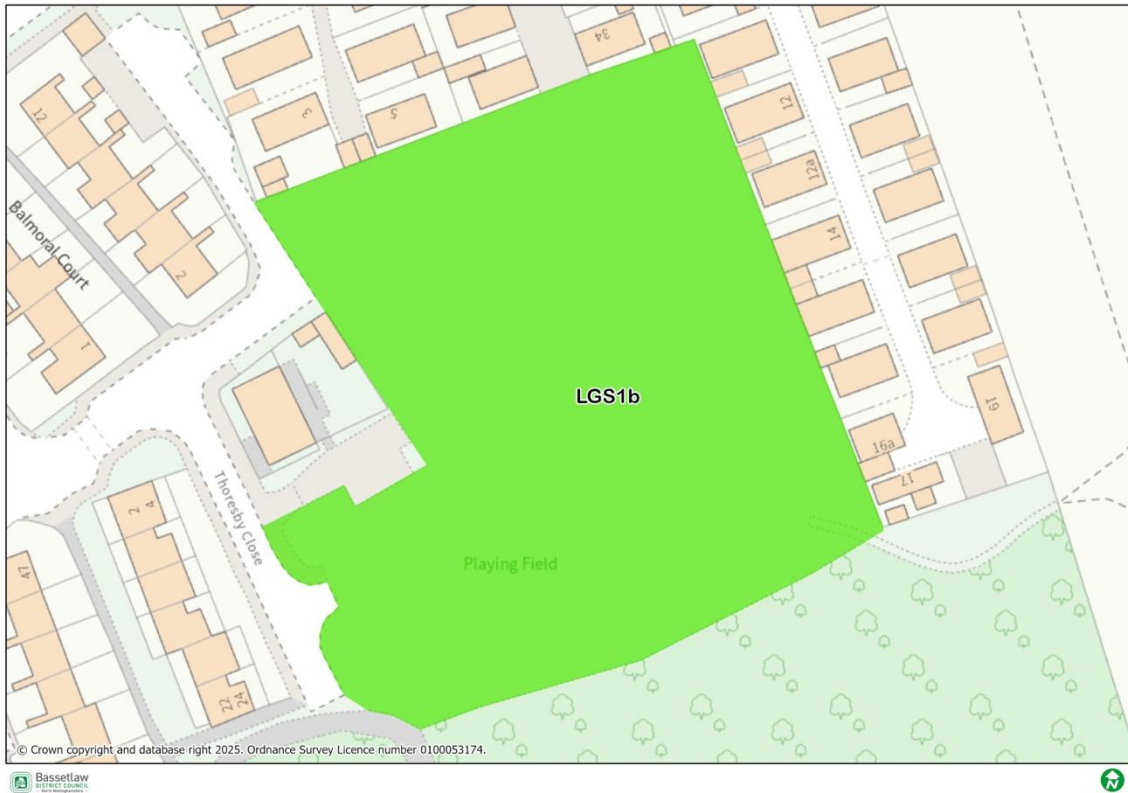 34
12
3
5
12
12a
Balmoral Court
2
14
1
LGS1b
19
16a
17
2
4
Thoresby Close
Playing Field
47
22
24
© Crown copyright and database right 2025. Ordnance Survey Licence number 0100053174.
Bassetlaw
DISTRICT COUNCIL
North Nottinghamshire
N